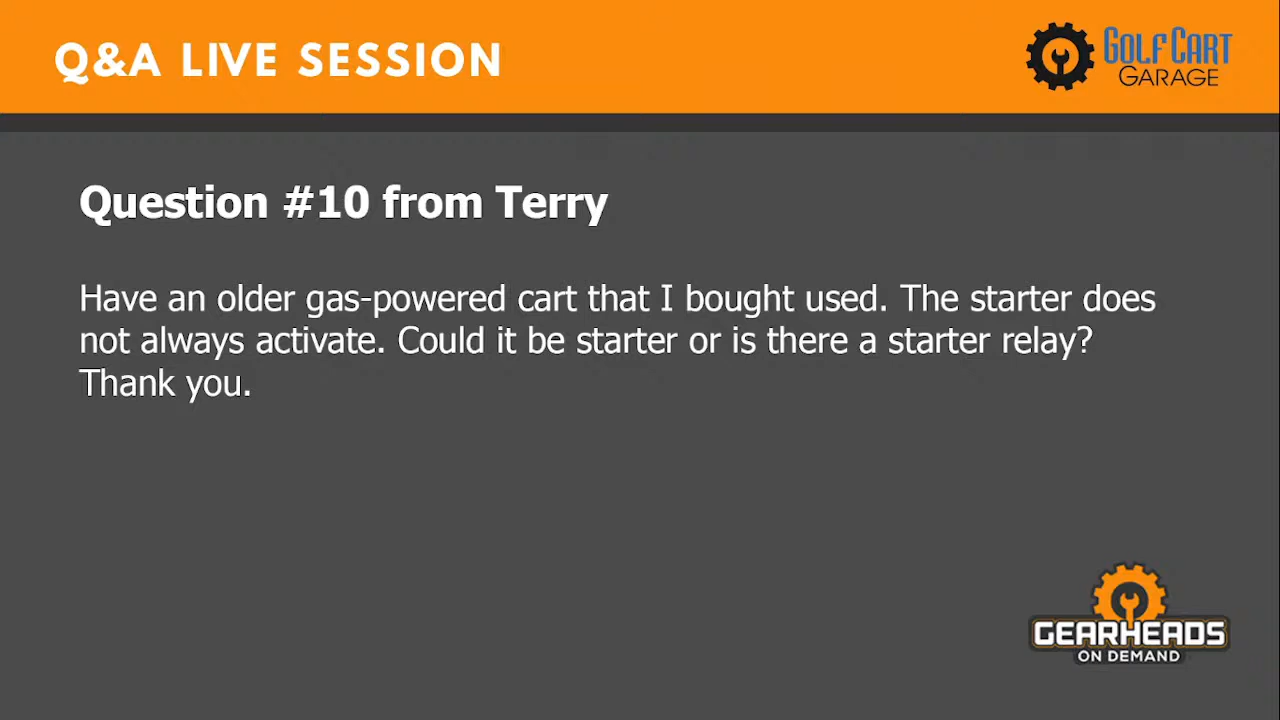 Q&A LIVE SESSION
GOLF CART
GARAGE
Question #10 from Terry
Have an older gas-powered cart that I bought used. The starter does
not always activate. Could it be starter or is there a starter relay?
Thank you.
GEARHEADS
ON DEMAND